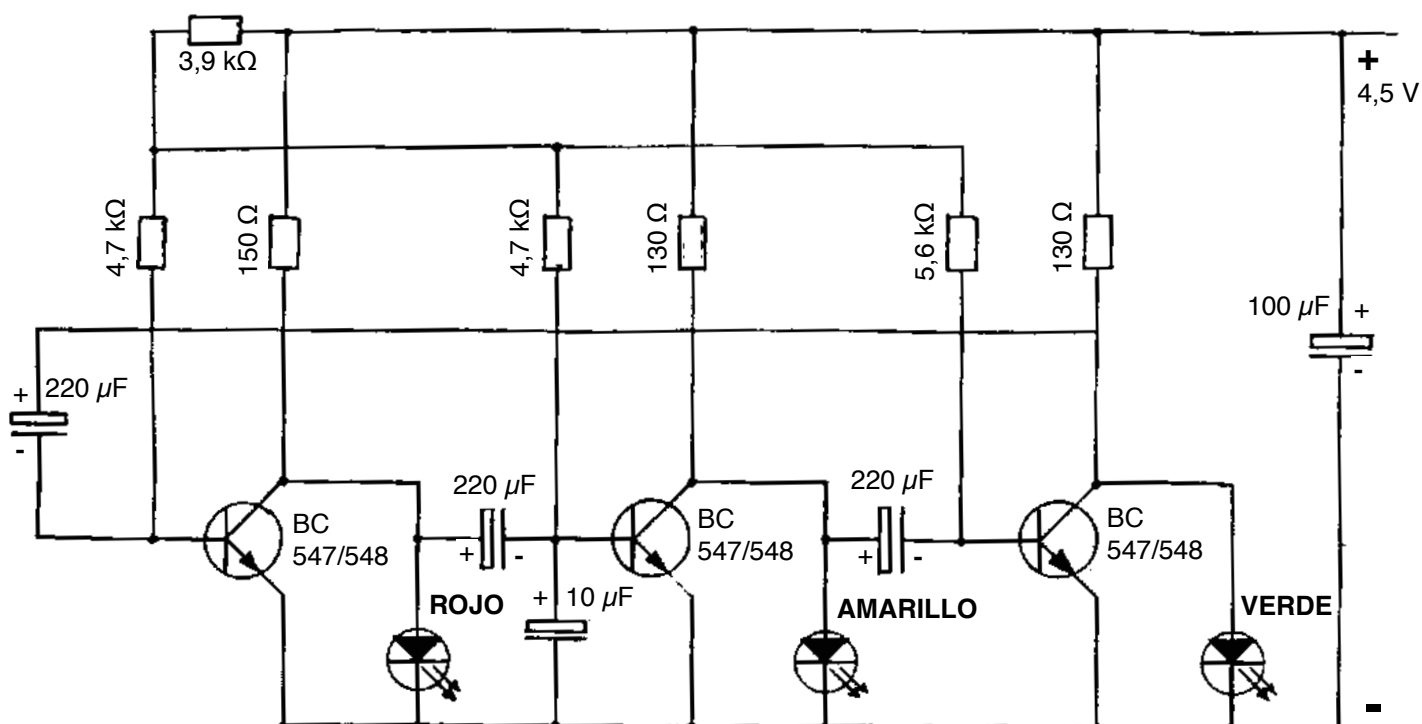 3,9 kΩ
+
4,5 V
4,7 kΩ
150 Ω
4,7 kΩ
130 Ω
5,6 kΩ
130 Ω
100 µF
+
-
+
220 µF
-
220 µF
+
-
BC
547/548
220 µF
+
-
BC
547/548
BC
547/548
ROJO
+
10 µF
AMARILLO
VERDE
-